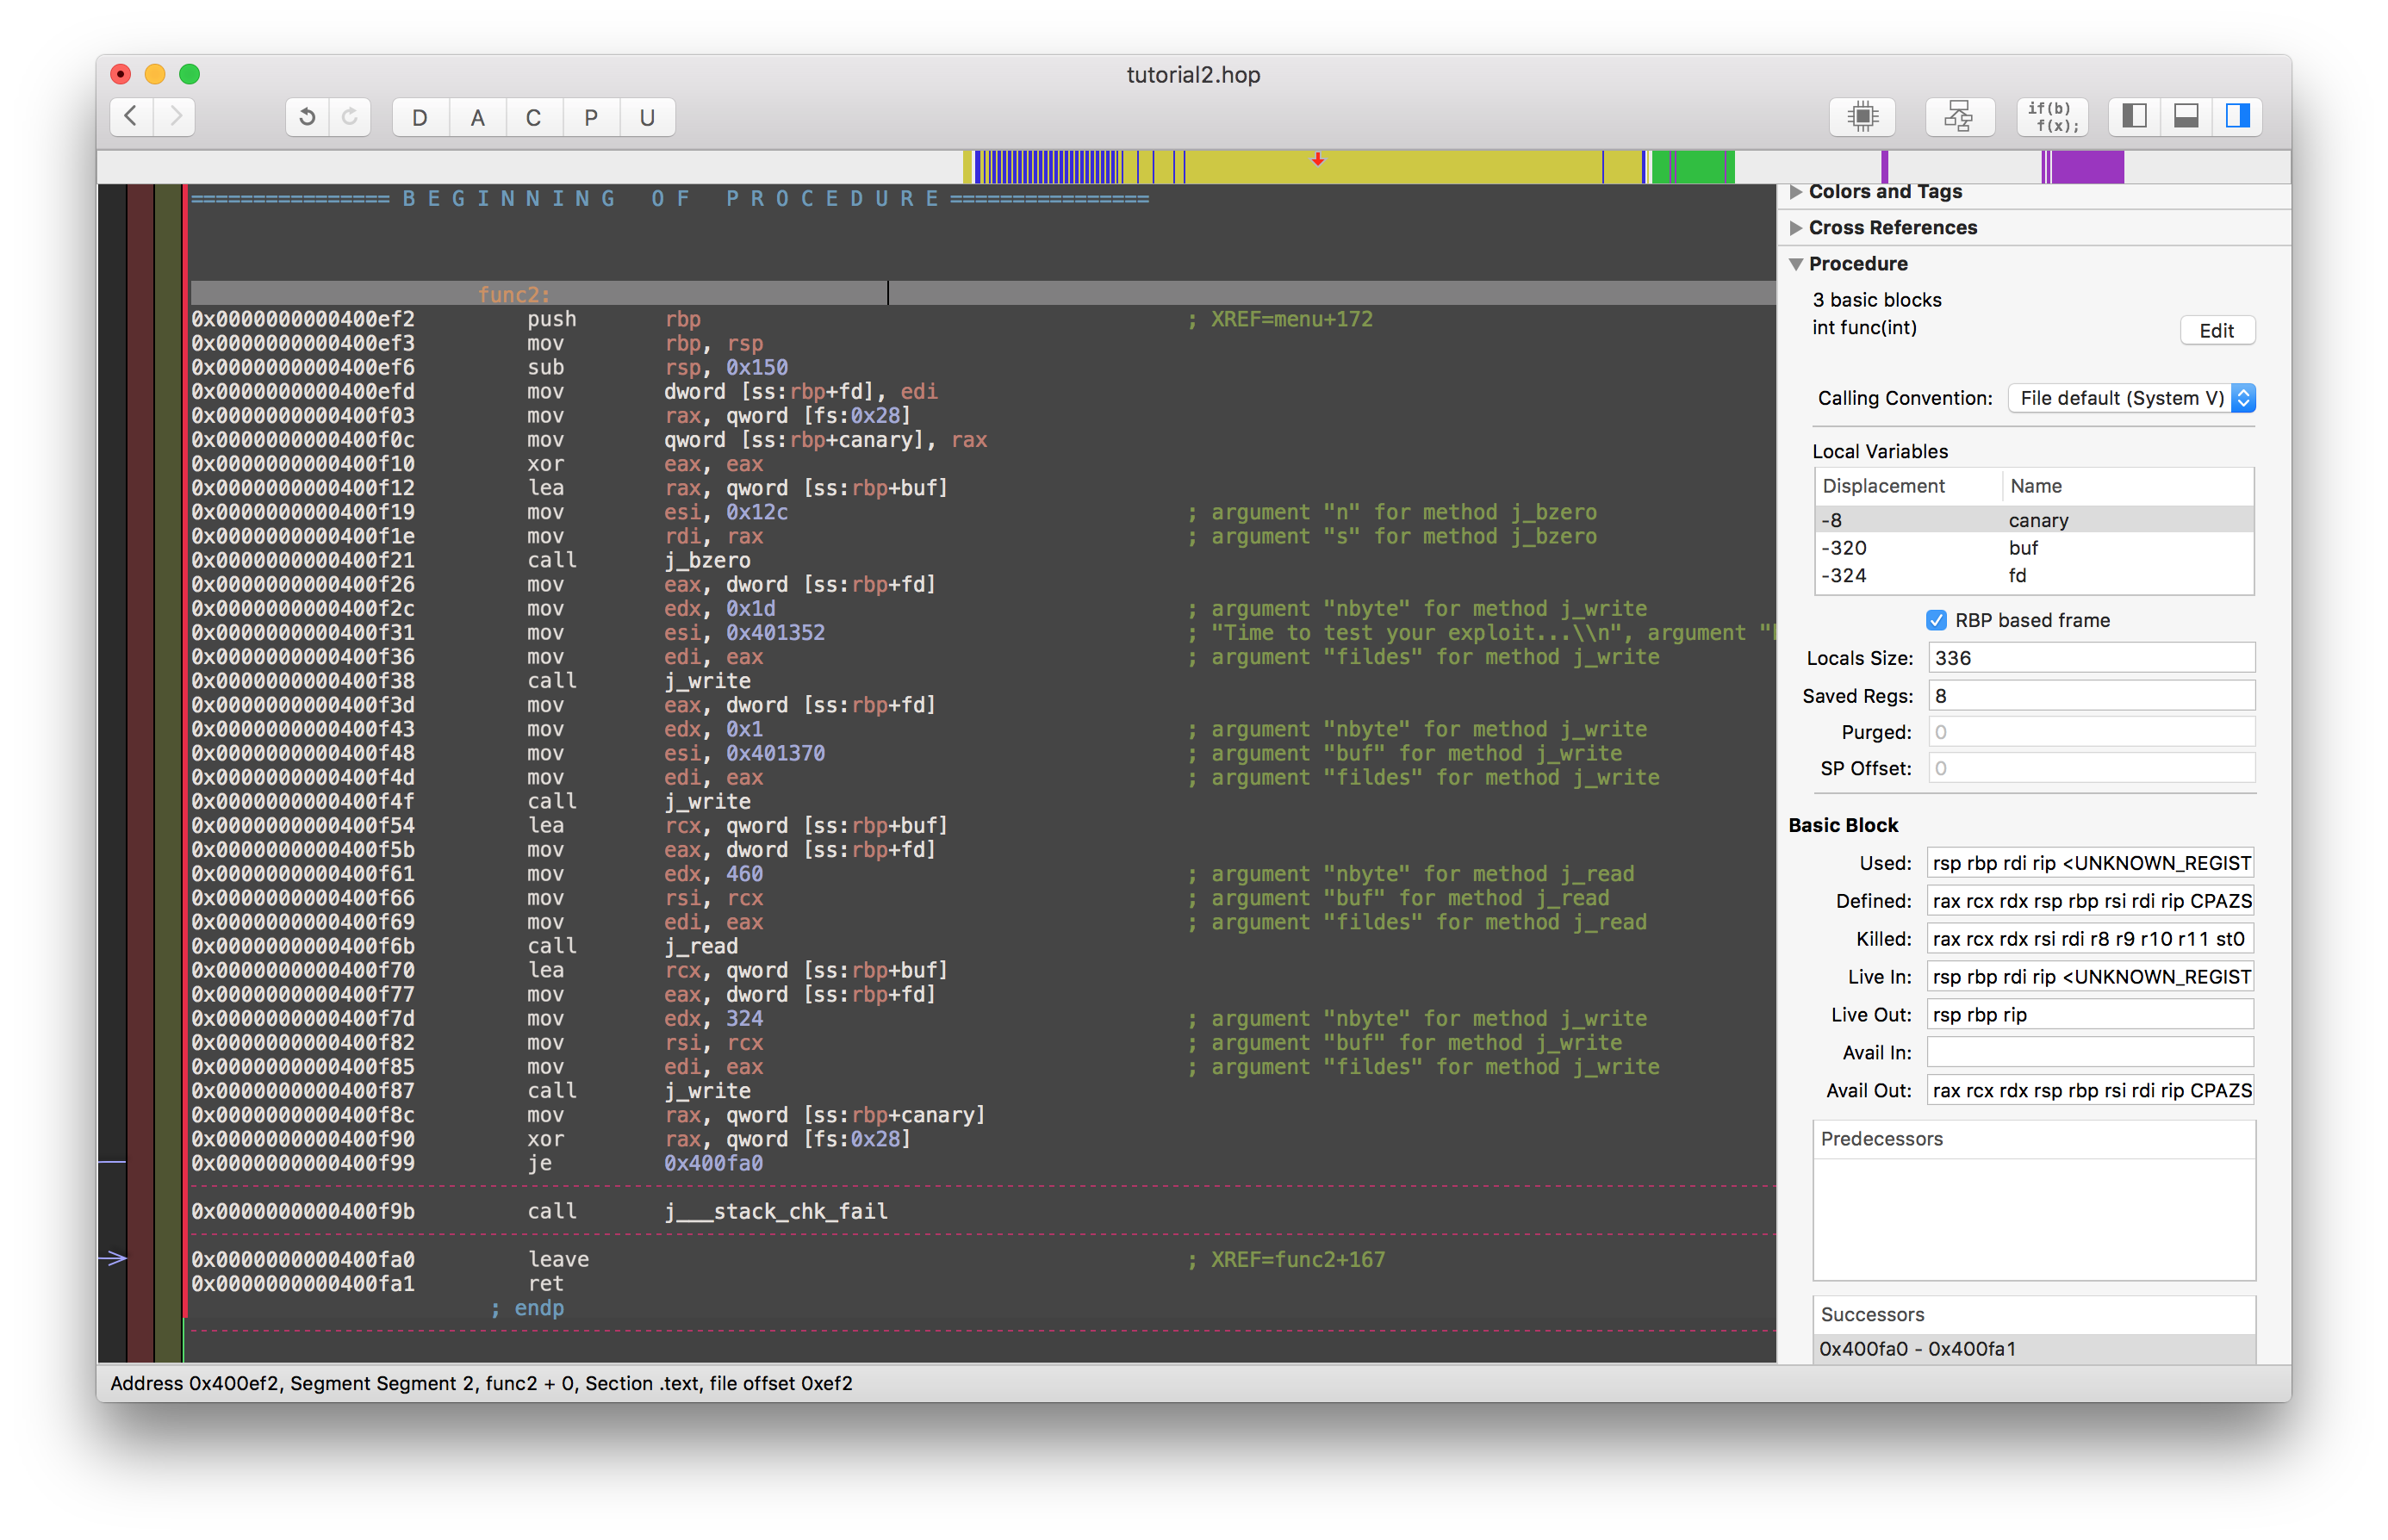 tutorial2.hop
D A C P U
if(b)
f(x);
=============== B E G I N N I N G   O F   P R O C E D U R E ===============
func2:
0x0000000000400ef2 push rbp ; XREF=menu+172
0x0000000000400ef3 mov rbp, rsp
0x0000000000400ef6 sub rsp, 0x150
0x0000000000400efd mov dword [ss:rbp+fd], edi
0x0000000000400f03 mov rax, qword [fs:0x28]
0x0000000000400f0c mov qword [ss:rbp+canary], rax
0x0000000000400f10 xor eax, eax
0x0000000000400f12 lea rax, qword [ss:rbp+buf]
0x0000000000400f19 mov esi, 0x12c ; argument "n" for method j_bzero
0x0000000000400f1e mov rdi, rax ; argument "s" for method j_bzero
0x0000000000400f21 call j_bzero
0x0000000000400f26 mov eax, dword [ss:rbp+fd]
0x0000000000400f2c mov edx, 0x1d ; argument "nbyte" for method j_write
0x0000000000400f31 mov esi, 0x401352 ; "Time to test your exploit...\\n", argument "
0x0000000000400f36 mov edi, eax ; argument "fildes" for method j_write
0x0000000000400f38 call j_write
0x0000000000400f3d mov eax, dword [ss:rbp+fd]
0x0000000000400f43 mov edx, 0x1 ; argument "nbyte" for method j_write
0x0000000000400f48 mov esi, 0x401370 ; argument "buf" for method j_write
0x0000000000400f4d mov edi, eax ; argument "fildes" for method j_write
0x0000000000400f4f call j_write
0x0000000000400f54 lea rcx, qword [ss:rbp+buf]
0x0000000000400f5b mov eax, dword [ss:rbp+fd]
0x0000000000400f61 mov edx, 460 ; argument "nbyte" for method j_read
0x0000000000400f66 mov rsi, rcx ; argument "buf" for method j_read
0x0000000000400f69 mov edi, eax ; argument "fildes" for method j_read
0x0000000000400f6b call j_read
0x0000000000400f70 lea rcx, qword [ss:rbp+buf]
0x0000000000400f77 mov eax, dword [ss:rbp+fd]
0x0000000000400f7d mov edx, 324 ; argument "nbyte" for method j_write
0x0000000000400f82 mov rsi, rcx ; argument "buf" for method j_write
0x0000000000400f85 mov edi, eax ; argument "fildes" for method j_write
0x0000000000400f87 call j_write
0x0000000000400f8c mov rax, qword [ss:rbp+canary]
0x0000000000400f90 xor rax, qword [fs:0x28]
0x0000000000400f99 je 0x400fa0
0x0000000000400f9b call j___stack_chk_fail
0x0000000000400fa0 leave ; XREF=func2+167
0x0000000000400fa1 ret
; endp
Colors and Tags
Cross References
Procedure
3 basic blocks
int func(int)
Edit
Calling Convention: File default (System V)
Local Variables
Displacement Name
-8 canary
-320 buf
-324 fd
RBP based frame
Locals Size: 336
Saved Regs: 8
Purged: 0
SP Offset: 0
Basic Block
Used: rsp rbp rdi rip <UNKNOWN_REGIST
Defined: rax rcx rdx rsp rbp rsi rdi rip CPAZS
Killed: rax rcx rdx rsi rdi r8 r9 r10 r11 st0
Live In: rsp rbp rdi rip <UNKNOWN_REGIST
Live Out: rsp rbp rip
Avail In:
Avail Out: rax rcx rdx rsp rbp rsi rdi rip CPAZS
Predecessors
Successors
0x400fa0 - 0x400fa1
Address 0x400ef2, Segment Segment 2, func2 + 0, Section .text, file offset 0xef2